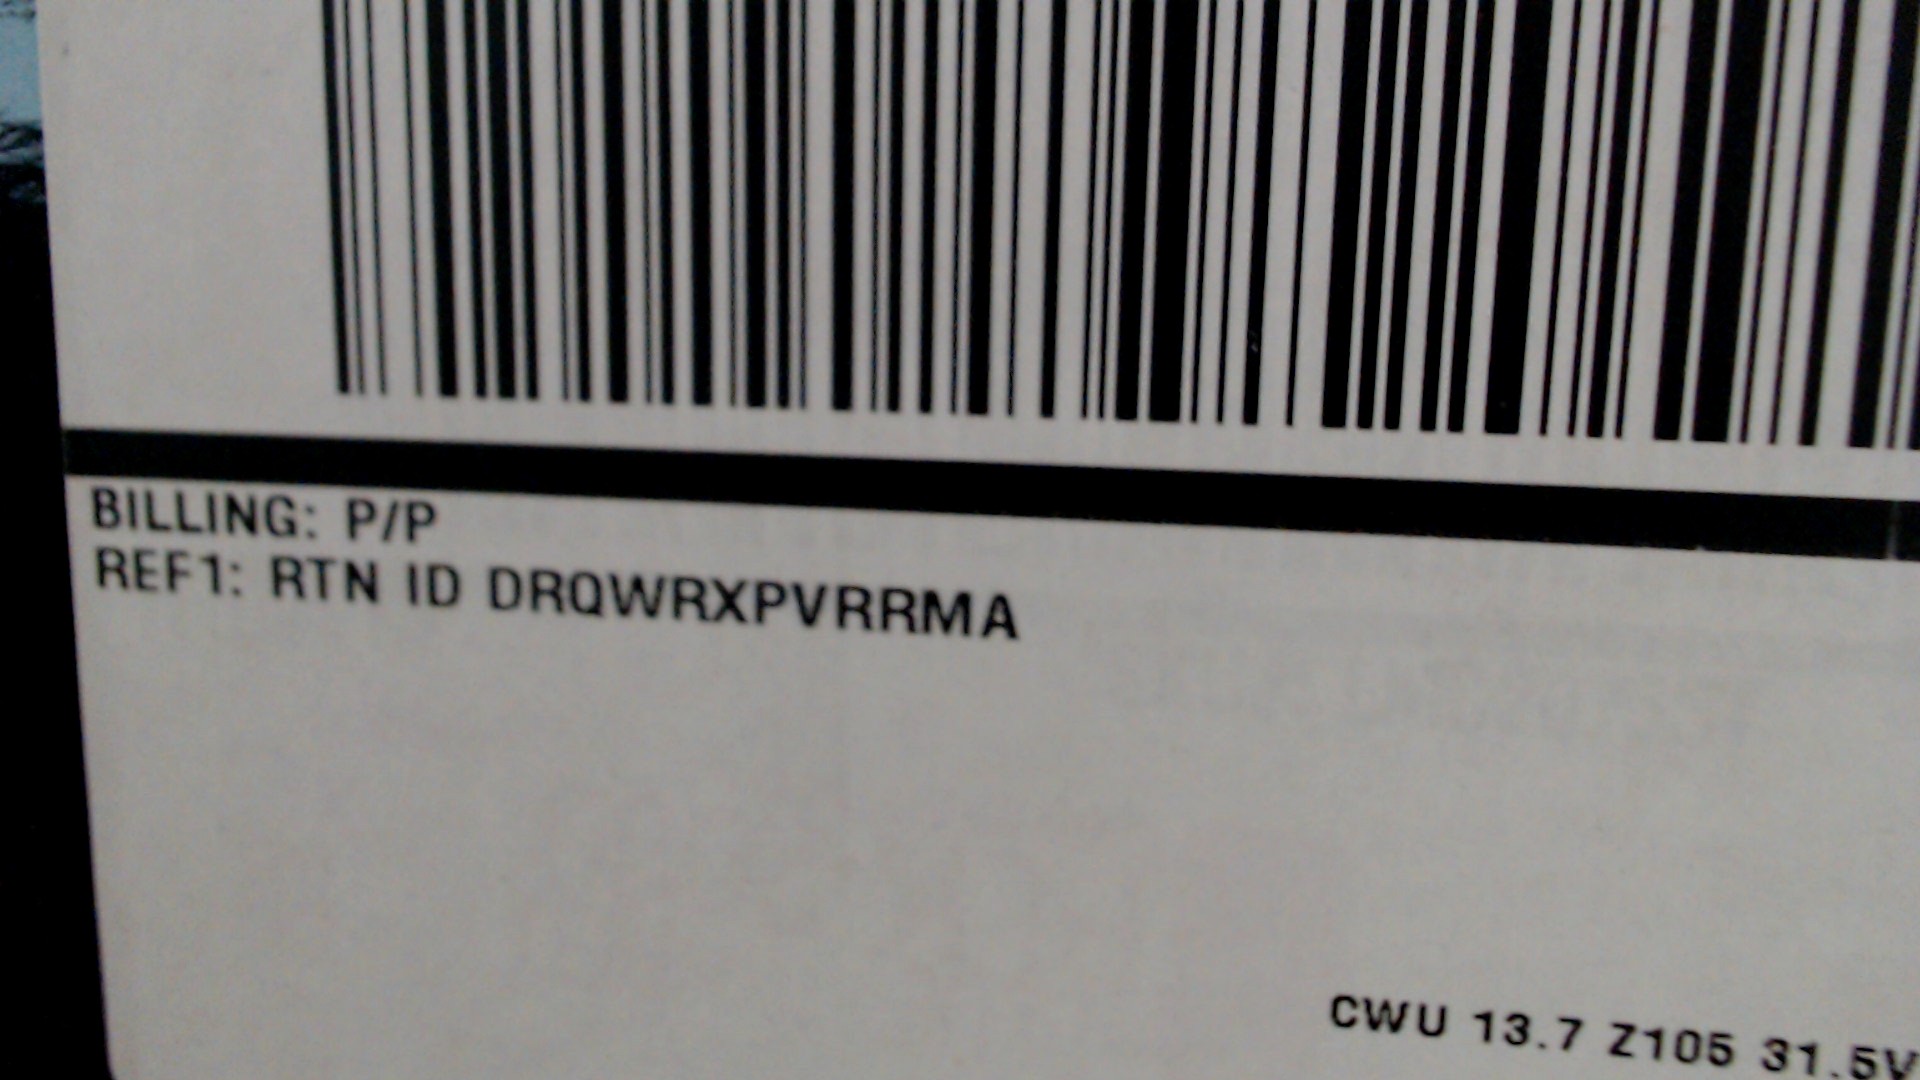 BILLING: P/P
REF1: RTN ID DRQWRXPVRRMA
CWU 13.7 Z105 31.5V